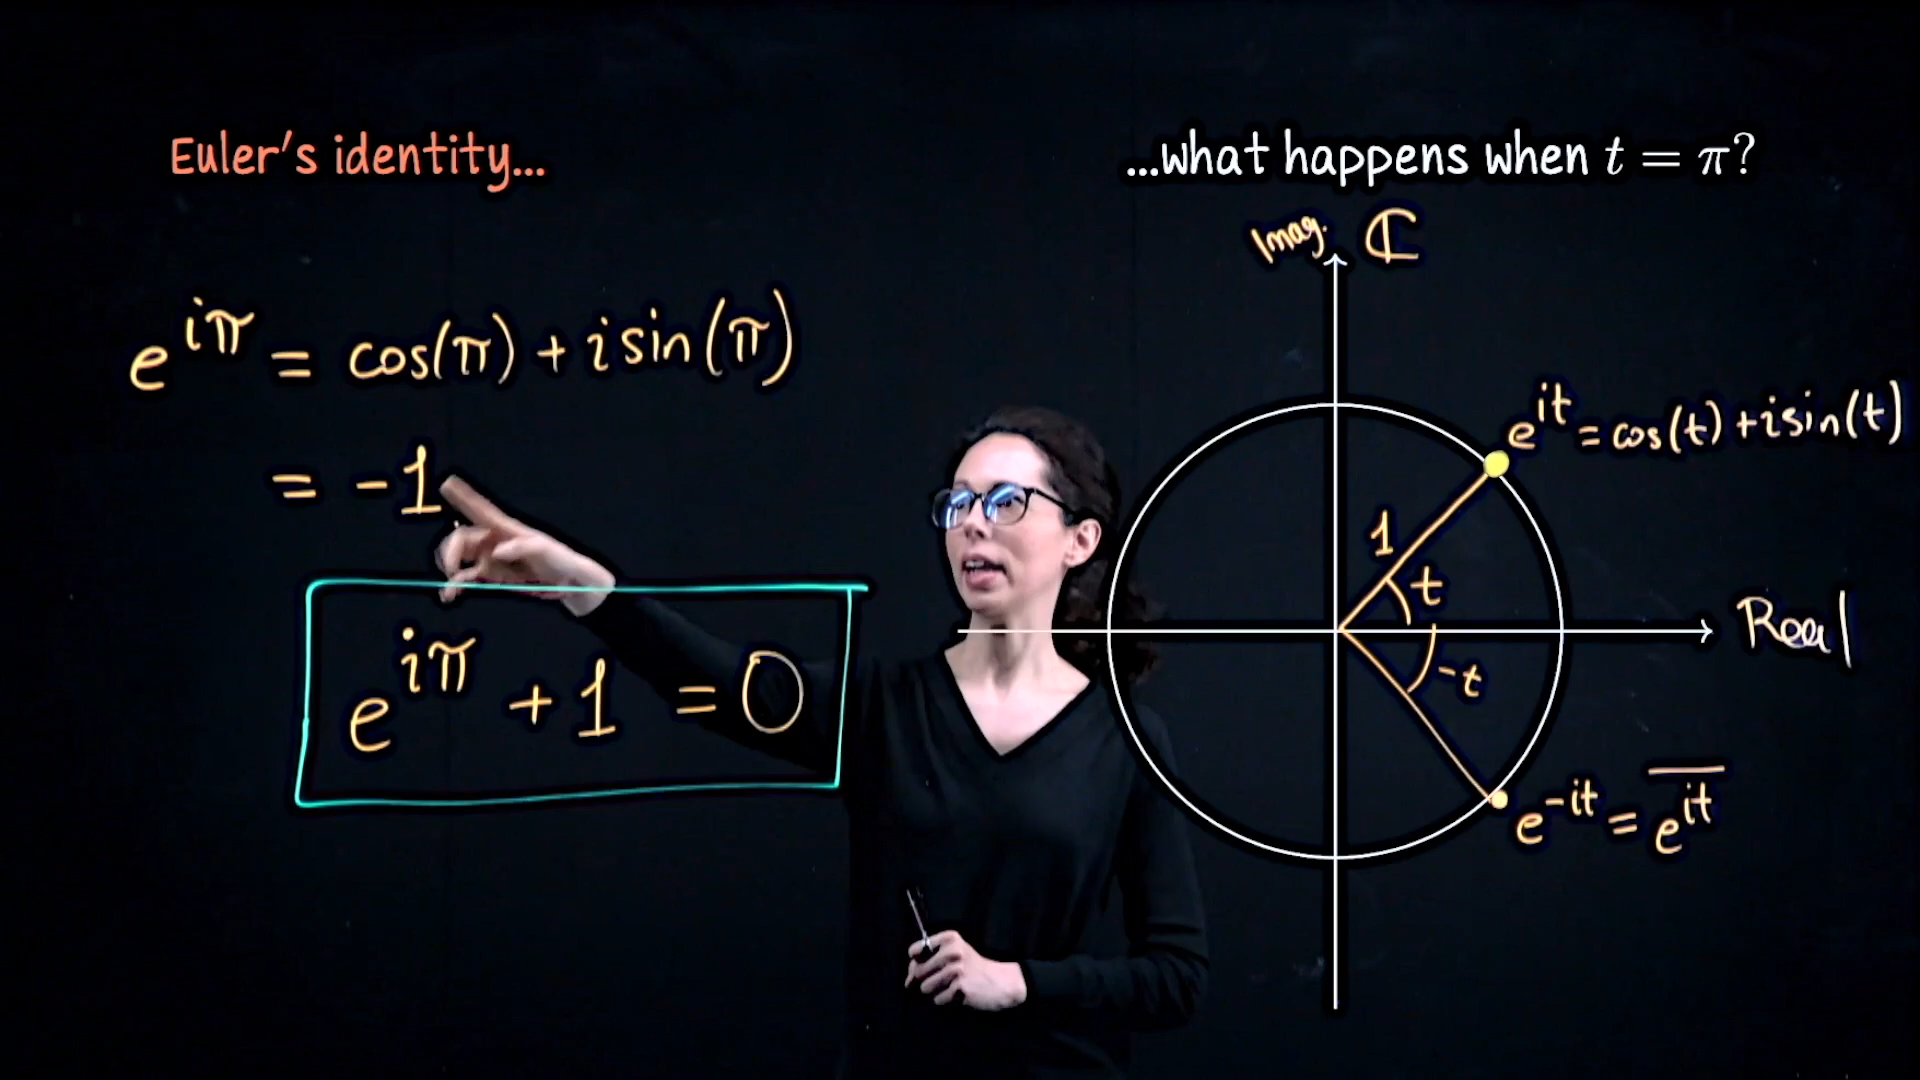 Euler's identity...
...what happens when t = π?
e^{iπ} = cos(π) + i sin(π)
= -1
e^{iπ} + 1 = 0
Imag. ℂ
e^{it} = cos(t) + i sin(t)
1
t
Real
-t
e^{-it} = \overline{e^{it}}